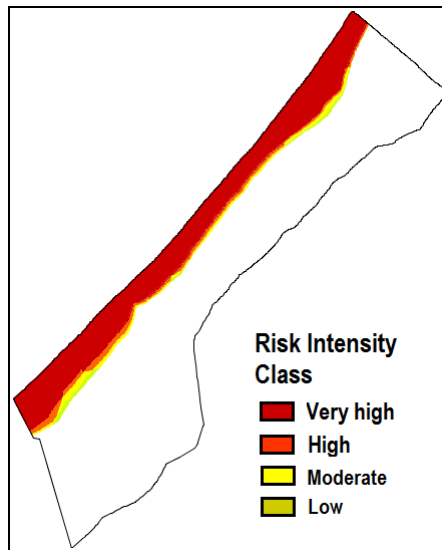 Risk Intensity
Class
Very high
High
Moderate
Low